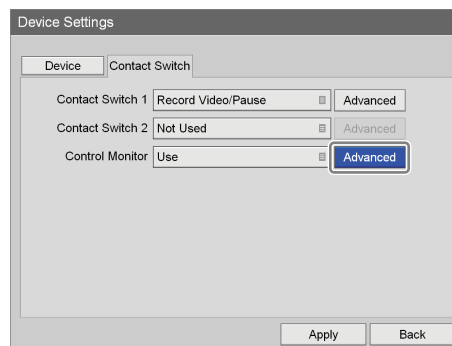 Device Settings
Device Contact Switch
Contact Switch 1 Record Video/Pause Advanced
Contact Switch 2 Not Used Advanced
Control Monitor Use Advanced
Apply Back